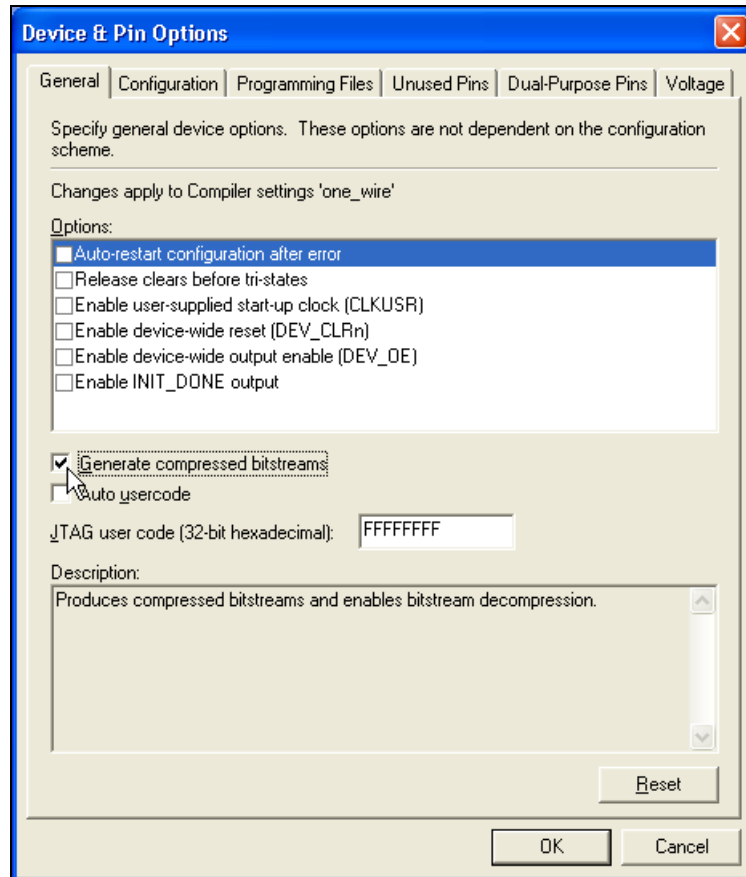 Device & Pin Options
General
Configuration
Programming Files
Unused Pins
Dual-Purpose Pins
Voltage
Specify general device options. These options are not dependent on the configuration
scheme.
Changes apply to Compiler settings 'one_wire'
Options:
Auto-restart configuration after error
Release clears before tri-states
Enable user-supplied start-up clock (CLKUSR)
Enable device-wide reset (DEV_CLRn)
Enable device-wide output enable (DEV_OE)
Enable INIT_DONE output
Generate compressed bitstreams
Auto usercode
JTAG user code (32-bit hexadecimal): FFFFFFFF
Description:
Produces compressed bitstreams and enables bitstream decompression.
Reset
OK
Cancel